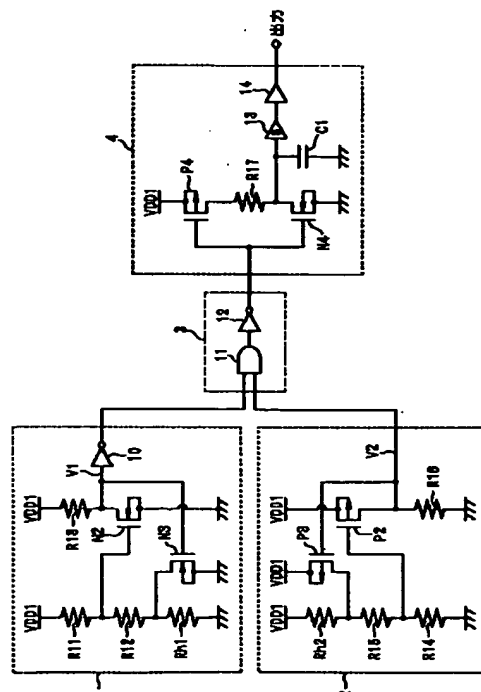 4
VDD1
P4
R17
N4
C1
13
14
出力
3
11
12
VDD1
R13
V1
10
N2
N3
VDD1
R11
R12
Rh1
VDD1
P3
P2
V2
R16
VDD1
VDD1
Rh2
R15
R14